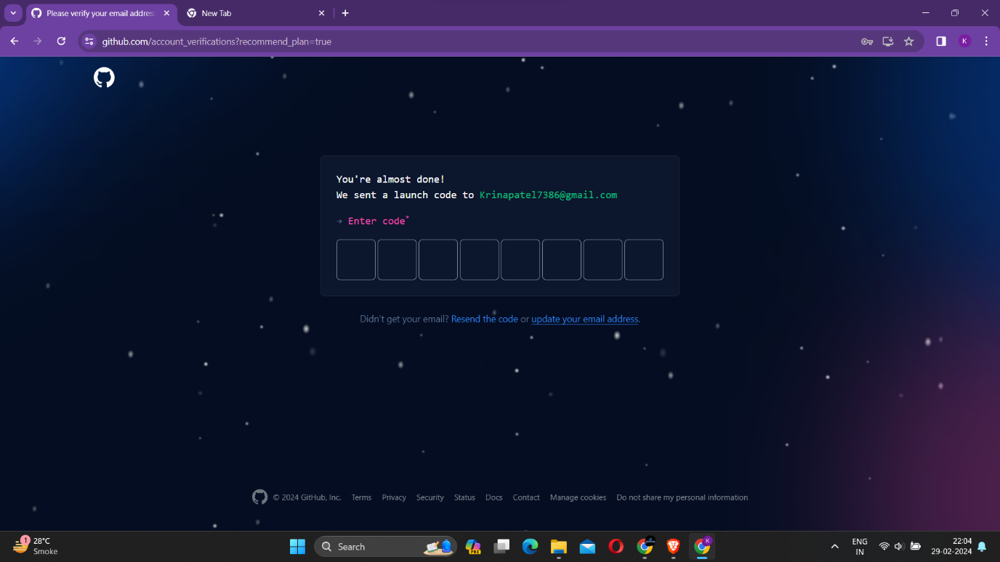 Please verify your email address
New Tab
github.com/account_verifications?recommend_plan=true
K
You're almost done!
We sent a launch code to Krinapatel7386@gmail.com
→ Enter code*
Didn't get your email? Resend the code or update your email address.
© 2024 GitHub, Inc. Terms Privacy Security Status Docs Contact Manage cookies Do not share my personal information
1
28°C
Smoke
Search
PRE
K
ENG
IN
22:04
29-02-2024